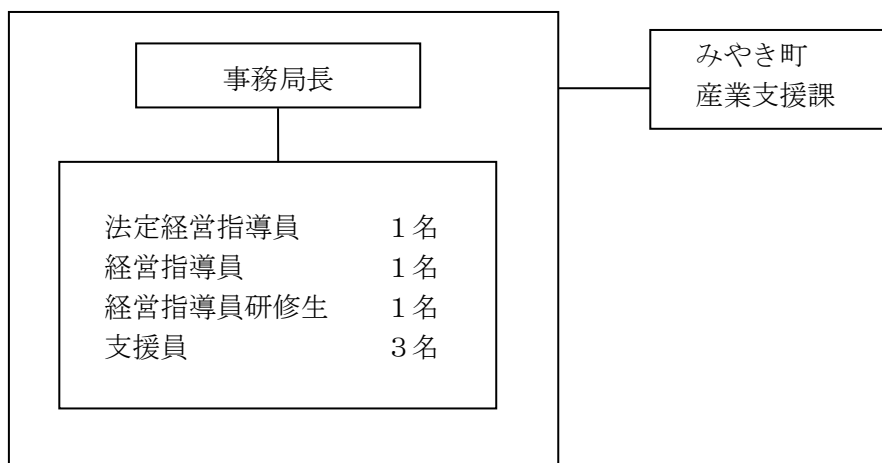 事務局長
みやき町
産業支援課
法定経営指導員　　　１名
経営指導員　　　　　１名
経営指導員研修生　　１名
支援員　　　　　　　３名